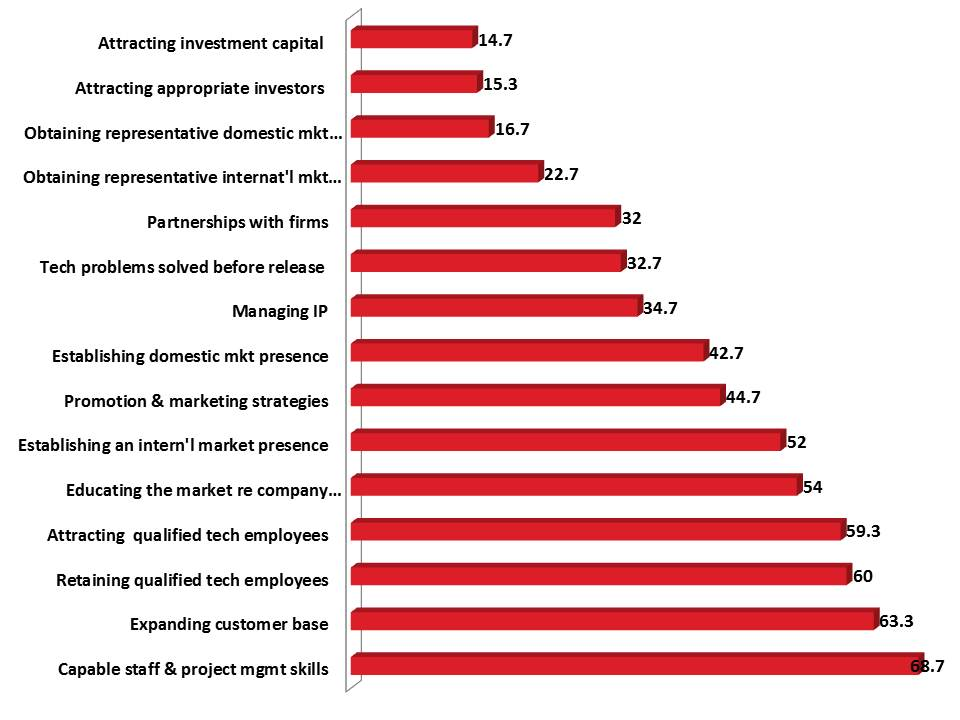 Attracting investment capital 14.7
Attracting appropriate investors 15.3
Obtaining representative domestic mkt... 16.7
Obtaining representative internat'l mkt... 22.7
Partnerships with firms 32
Tech problems solved before release 32.7
Managing IP 34.7
Establishing domestic mkt presence 42.7
Promotion & marketing strategies 44.7
Establishing an intern'l market presence 52
Educating the market re company... 54
Attracting  qualified tech employees 59.3
Retaining qualified tech employees 60
Expanding customer base 63.3
Capable staff & project mgmt skills 68.7